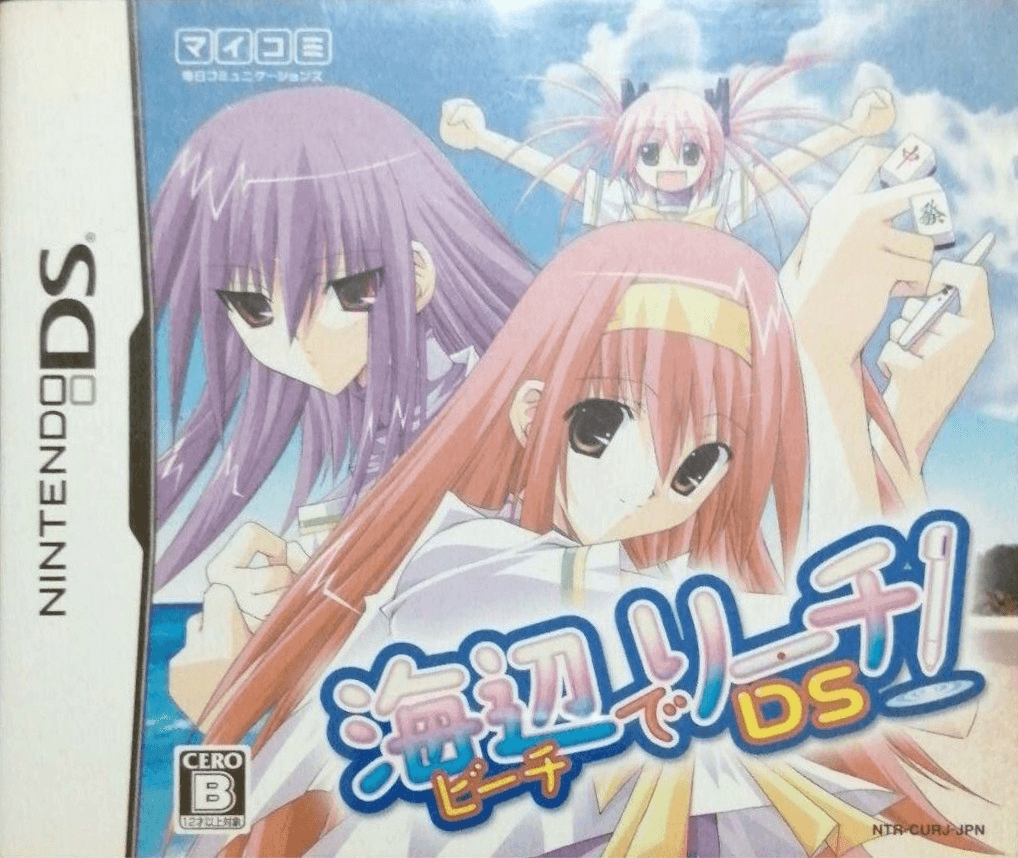 マイコミ
毎日コミュニケーションズ
NINTENDO DS®
海辺でリーチ!
ビーチ
DS
中
發
CERO
B
12才以上対象
NTR-CURJ-JPN